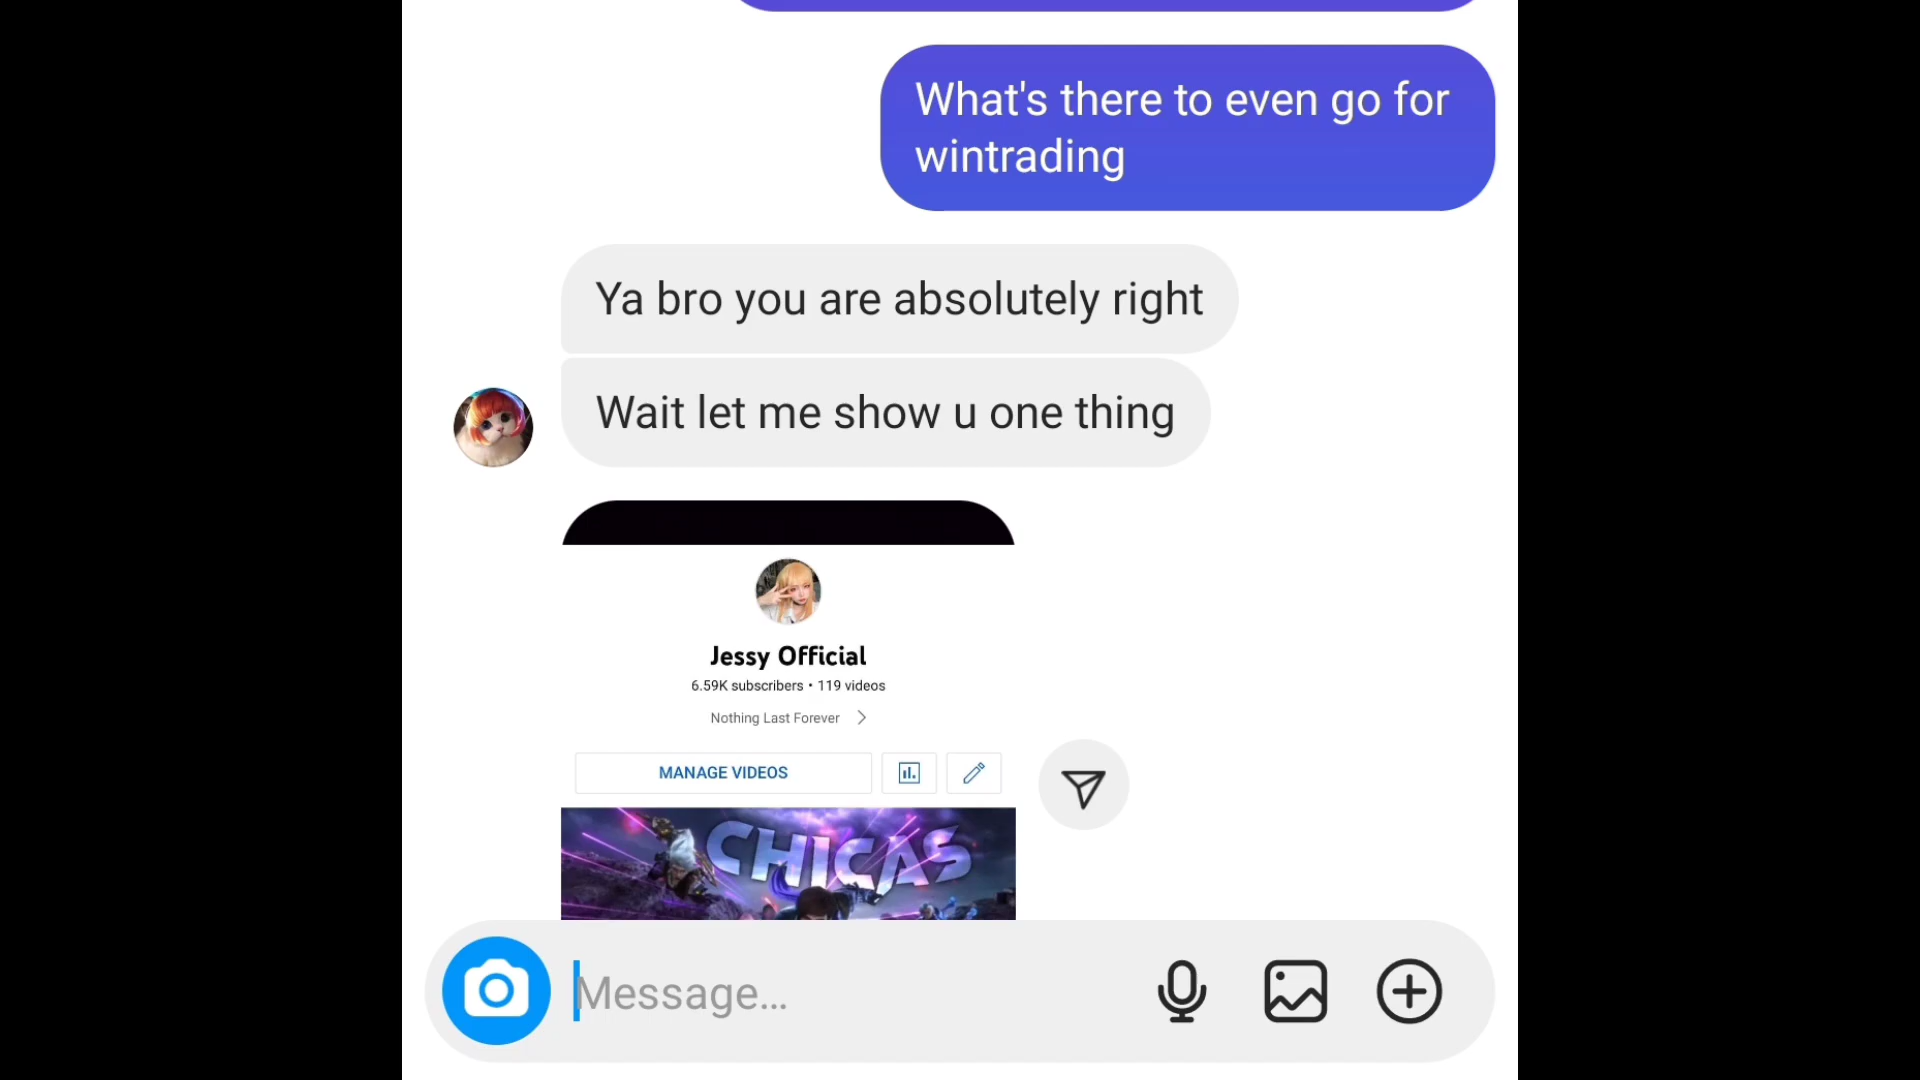 What's there to even go for
wintrading
Ya bro you are absolutely right
Wait let me show u one thing
Jessy Official
6.59K subscribers • 119 videos
Nothing Last Forever
MANAGE VIDEOS
CHICAS
Message...